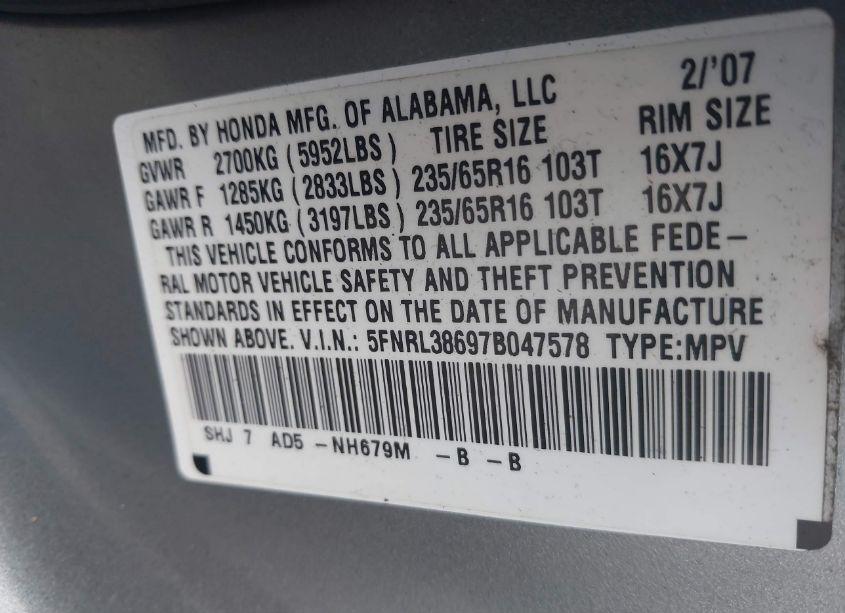 2/'07
MFD. BY HONDA MFG. OF ALABAMA, LLC
GVWR 2700KG (5952LBS) TIRE SIZE RIM SIZE
GAWR F 1285KG (2833LBS) 235/65R16 103T 16X7J
GAWR R 1450KG (3197LBS) 235/65R16 103T 16X7J
THIS VEHICLE CONFORMS TO ALL APPLICABLE FEDE-
RAL MOTOR VEHICLE SAFETY AND THEFT PREVENTION
STANDARDS IN EFFECT ON THE DATE OF MANUFACTURE
SHOWN ABOVE. V.I.N.: 5FNRL38697B047578 TYPE:MPV
SHJ 7 AD5 -NH679M -B -B